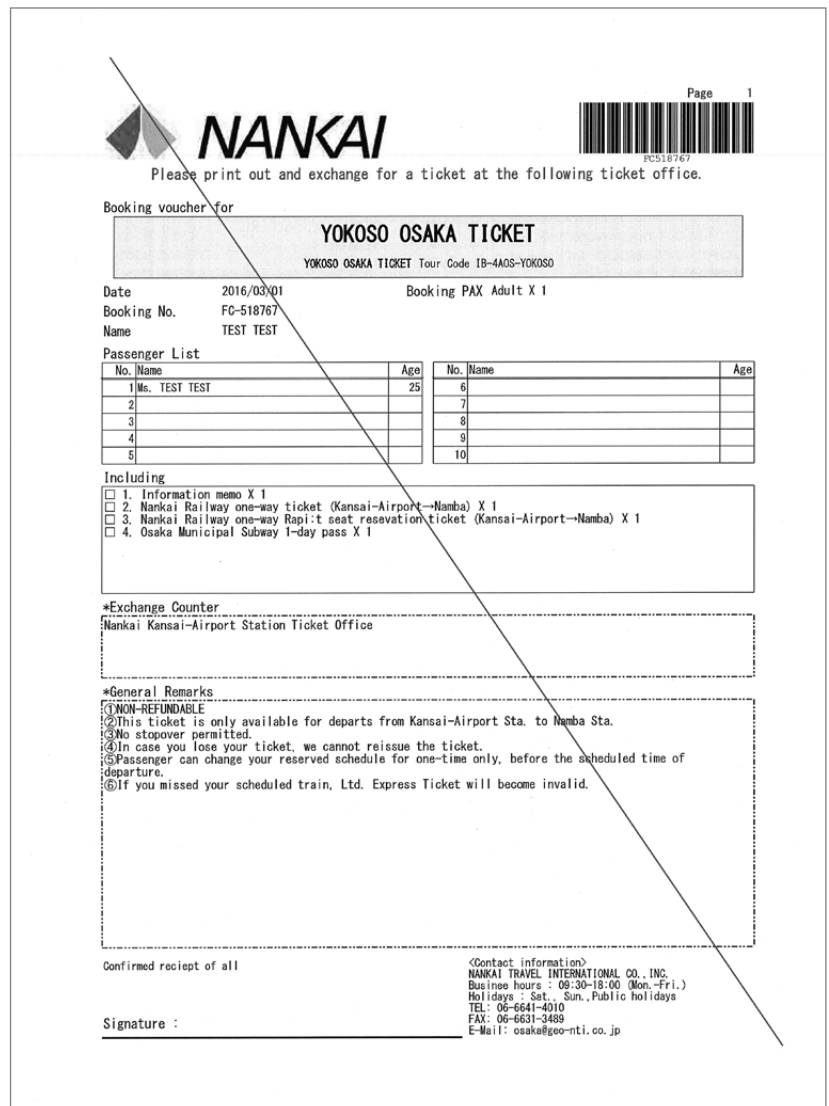 Page 1
NANKAI
FC518767
Please print out and exchange for a ticket at the following ticket office.
Booking voucher for
YOKOSO OSAKA TICKET
YOKOSO OSAKA TICKET Tour Code IB-4AOS-YOKOSO
Date 2016/03/01 Booking PAX Adult X 1
Booking No. FC-518767
Name TEST TEST
Passenger List
No. Name Age No. Name Age
1 Ms. TEST TEST 25 6
2 7
3 8
4 9
5 10
Including
□ 1. Information memo X 1
□ 2. Nankai Railway one-way ticket (Kansai-Airport→Namba) X 1
□ 3. Nankai Railway one-way Rapi:t seat resevation ticket (Kansai-Airport→Namba) X 1
□ 4. Osaka Municipal Subway 1-day pass X 1
*Exchange Counter
Nankai Kansai-Airport Station Ticket Office
*General Remarks
①NON-REFUNDABLE
②This ticket is only available for departs from Kansai-Airport Sta. to Namba Sta.
③No stopover permitted.
④In case you lose your ticket, we cannot reissue the ticket.
⑤Passenger can change your reserved schedule for one-time only, before the scheduled time of
departure.
⑥If you missed your scheduled train, Ltd. Express Ticket will become invalid.
Confirmed reciept of all
Signature :
<Contact information>
NANKAI TRAVEL INTERNATIONAL CO., INC.
Businee hours : 09:30-18:00 (Mon.-Fri.)
Holidays : Sat., Sun., Public holidays
TEL: 06-6641-4010
FAX: 06-6631-3489
E-Mail: osaka@geo-nti.co.jp